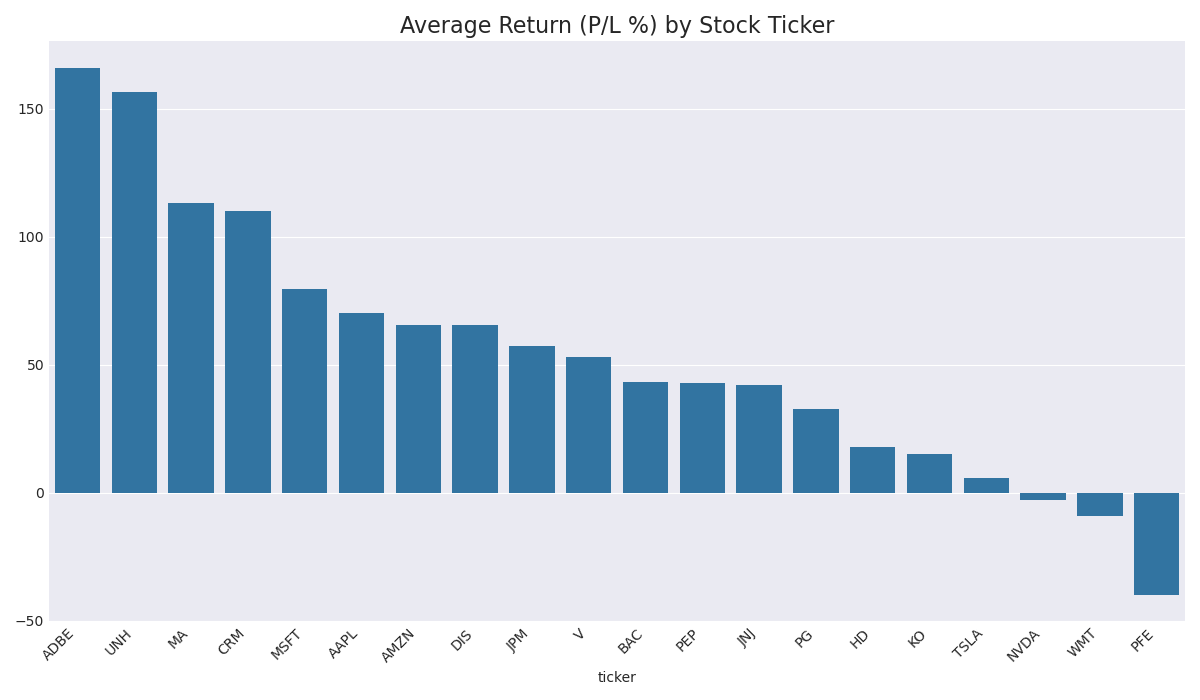 Average Return (P/L %) by Stock Ticker
150
100
50
0
−50
ADBE
UNH
MA
CRM
MSFT
AAPL
AMZN
DIS
JPM
V
BAC
PEP
JNJ
PG
HD
KO
TSLA
NVDA
WMT
PFE
ticker